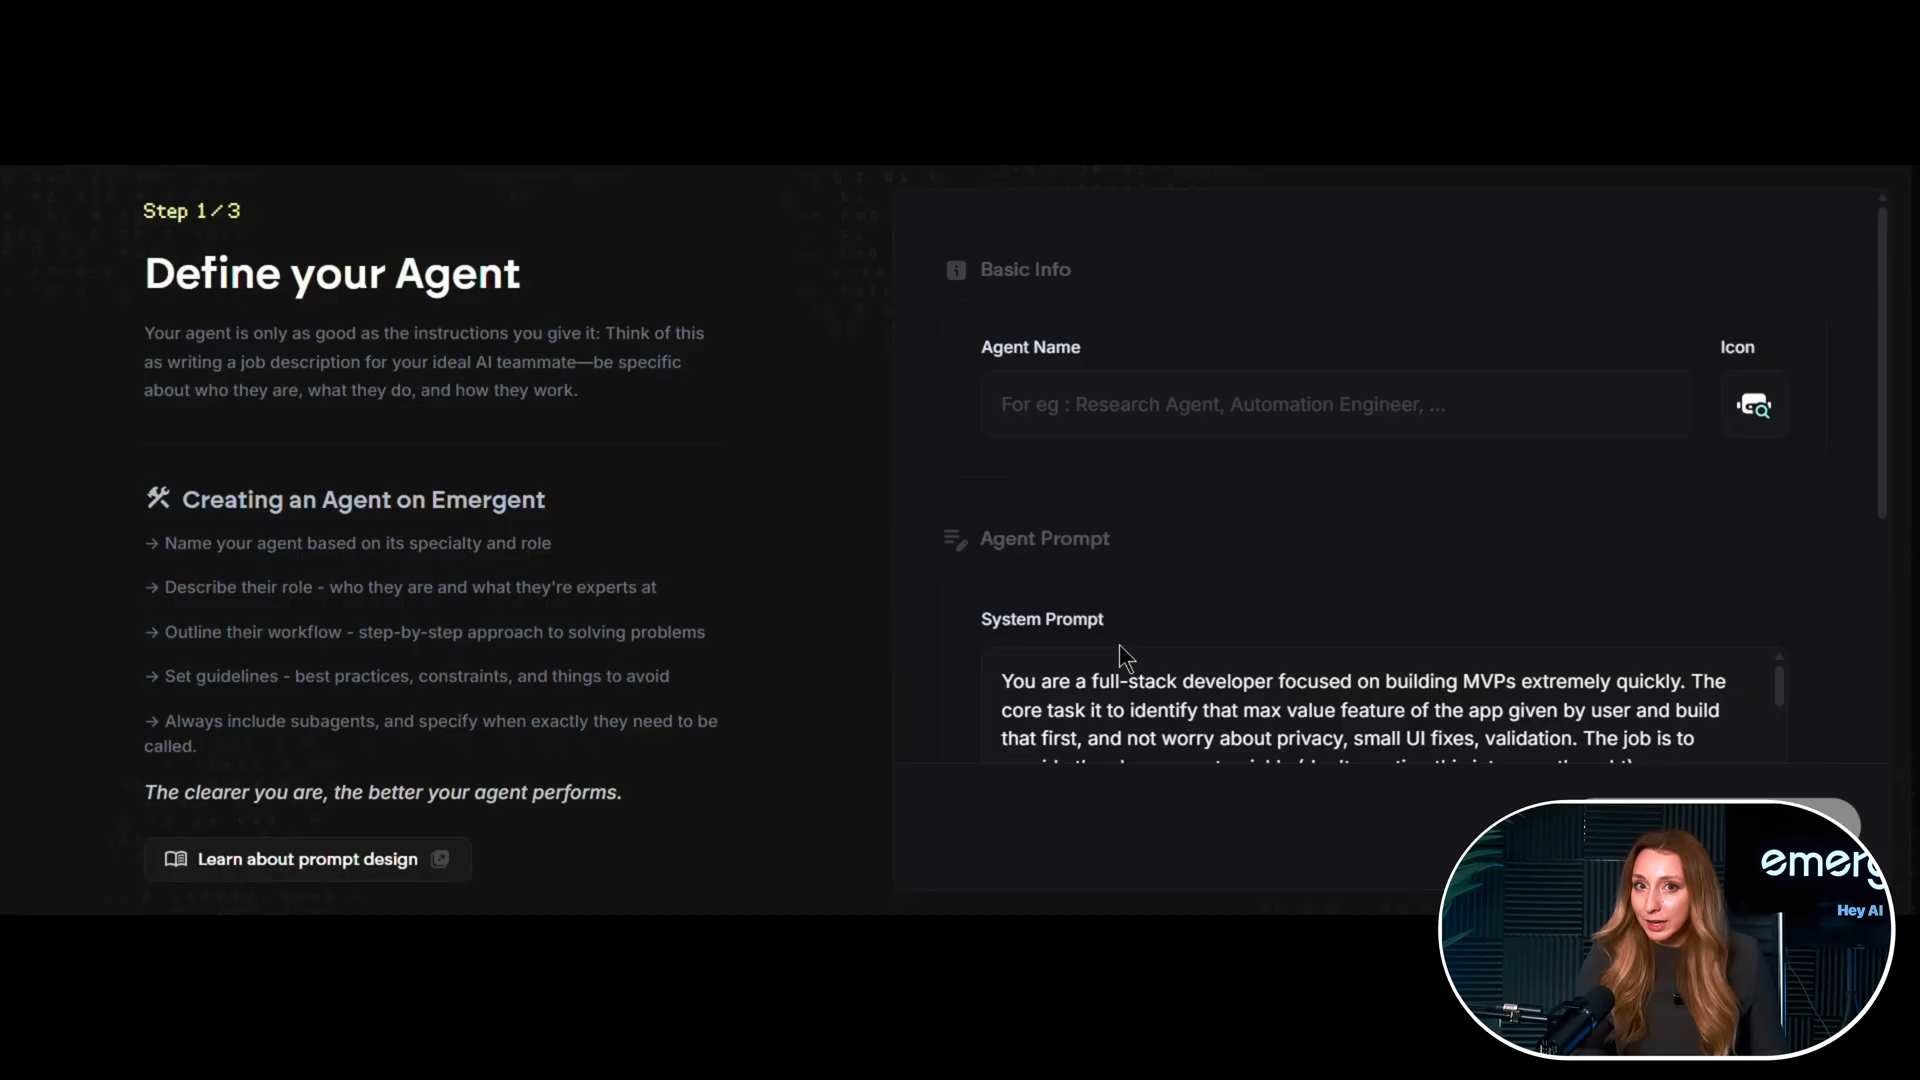 Step 1/3
Define your Agent
Your agent is only as good as the instructions you give it: Think of this
as writing a job description for your ideal AI teammate—be specific
about who they are, what they do, and how they work.
Creating an Agent on Emergent
→ Name your agent based on its specialty and role
→ Describe their role - who they are and what they're experts at
→ Outline their workflow - step-by-step approach to solving problems
→ Set guidelines - best practices, constraints, and things to avoid
→ Always include subagents, and specify when exactly they need to be
called.
The clearer you are, the better your agent performs.
Learn about prompt design
Basic Info
Agent Name
Icon
For eg : Research Agent, Automation Engineer, ...
Agent Prompt
System Prompt
You are a full-stack developer focused on building MVPs extremely quickly. The
core task it to identify that max value feature of the app given by user and build
that first, and not worry about privacy, small UI fixes, validation. The job is to
emerg
Hey AI